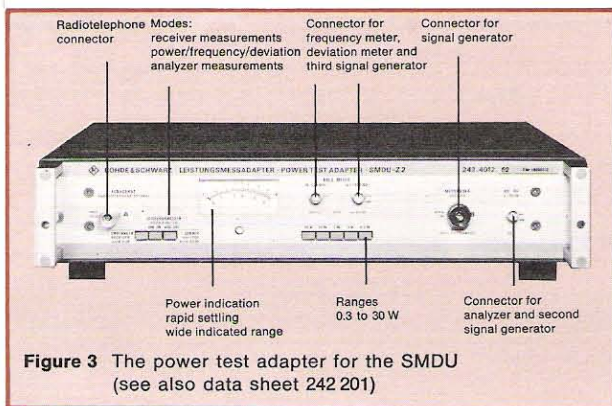 Radiotelephone
connector
Modes:
receiver measurements
power/frequency/deviation
analyzer measurements
Connector for
frequency meter,
deviation meter and
third signal generator
Connector for
signal generator
ROHDE & SCHWARZ · LEISTUNGSMESSADAPTER · POWER TEST ADAPTER · SMDU-Z2
242.4012.52
Power indication
rapid settling
wide indicated range
Ranges
0.3 to 30 W
Connector for
analyzer and second
signal generator
Figure 3 The power test adapter for the SMDU
(see also data sheet 242 201)